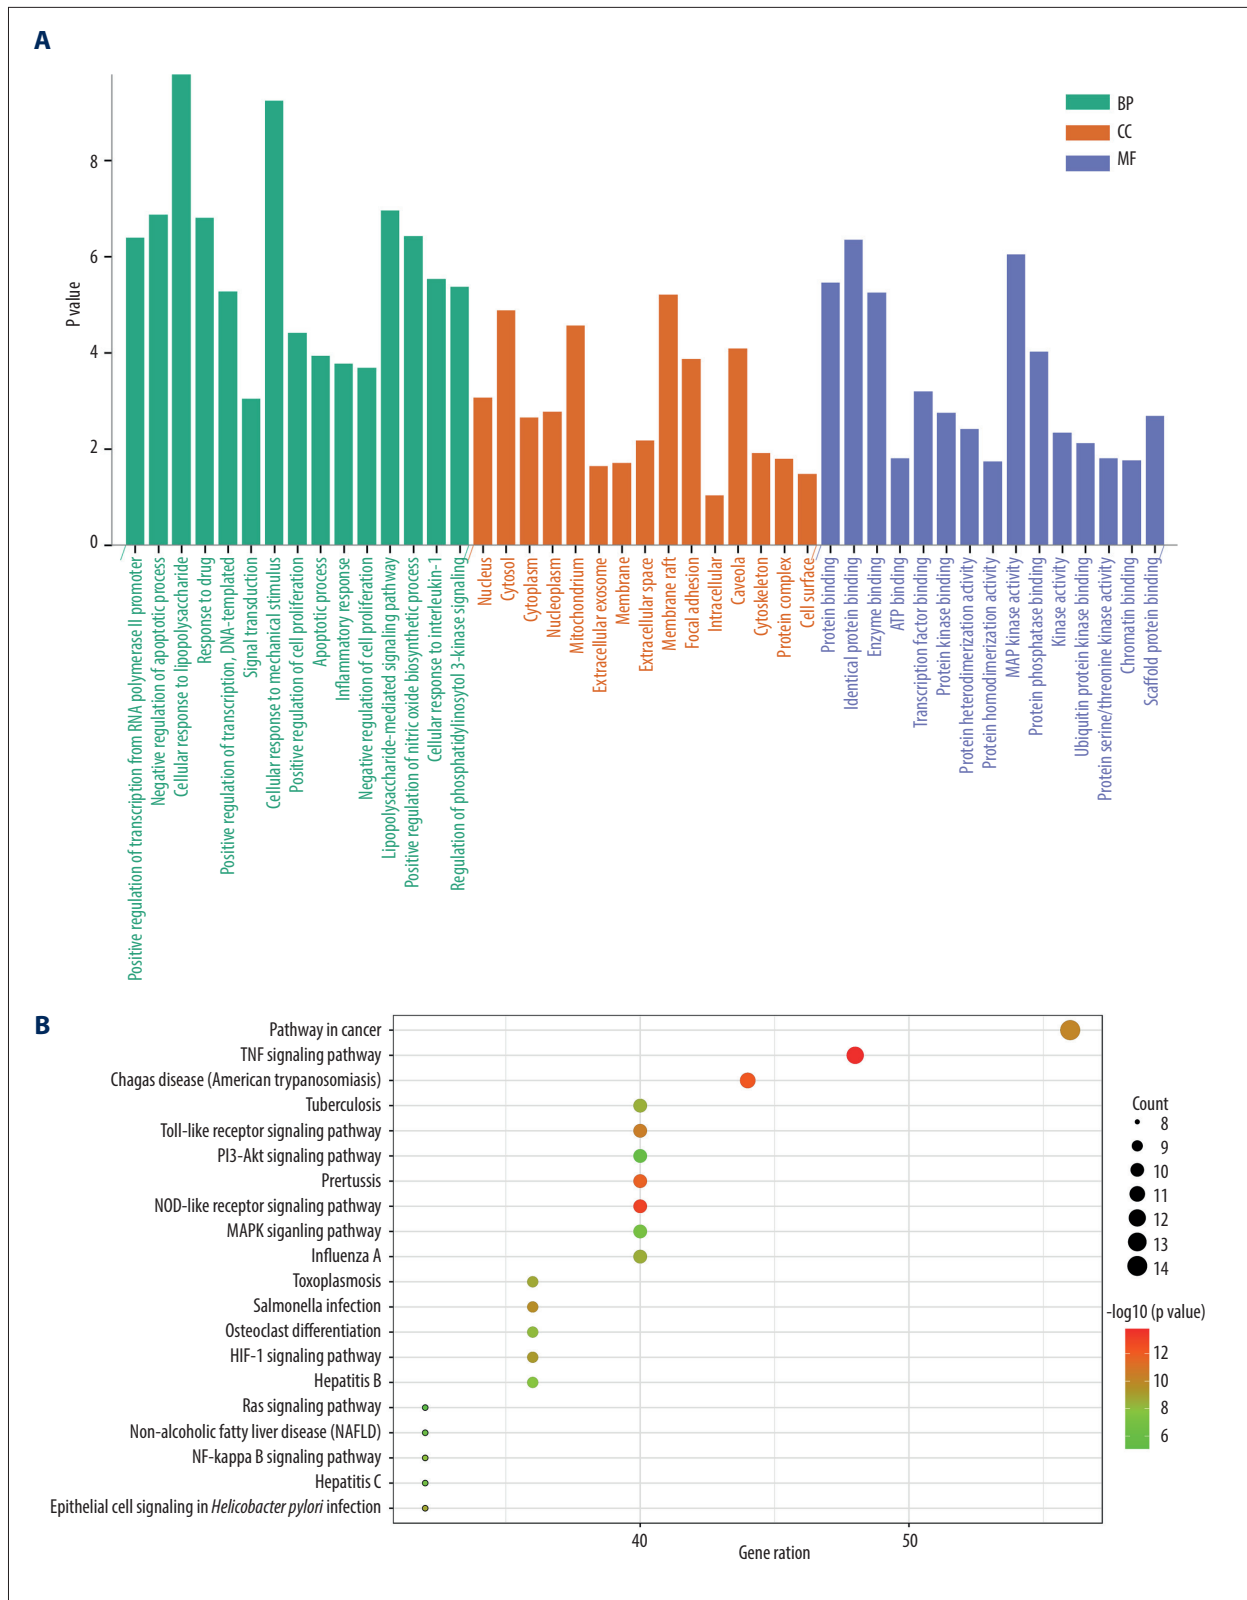 A
BP
CC
MF
P value
8
6
4
2
0
Positive regulation of transcription from RNA polymerase II promoter
Negative regulation of apoptotic process
Cellular response to lipopolysaccharide
Response to drug
Positive regulation of transcription, DNA-templated
Signal transduction
Cellular response to mechanical stimulus
Positive regulation of cell proliferation
Apoptotic process
Inflammatory response
Negative regulation of cell proliferation
Lipopolysaccharide-mediated signaling pathway
Positive regulation of nitric oxide biosynthetic process
Cellular response to interleukin-1
Regulation of phosphatidylinosytol 3-kinase signaling
Nucleus
Cytosol
Cytoplasm
Nucleoplasm
Mitochondrium
Extracellular exosome
Membrane
Extracellular space
Membrane raft
Focal adhesion
Intracellular
Caveola
Cytoskeleton
Protein complex
Cell surface
Protein binding
Identical protein binding
Enzyme binding
ATP binding
Transcription factor binding
Protein kinase binding
Protein heterodimerization activity
Protein homodimerization activity
MAP kinase activity
Protein phosphatase binding
Kinase activity
Ubiquitin protein kinase binding
Protein serine/threonine kinase activity
Chromatin binding
Scaffold protein binding
B
Pathway in cancer
TNF signaling pathway
Chagas disease (American trypanosomiasis)
Tuberculosis
Toll-like receptor signaling pathway
PI3-Akt signaling pathway
Prertussis
NOD-like receptor signaling pathway
MAPK siganling pathway
Influenza A
Toxoplasmosis
Salmonella infection
Osteoclast differentiation
HIF-1 signaling pathway
Hepatitis B
Ras signaling pathway
Non-alcoholic fatty liver disease (NAFLD)
NF-kappa B signaling pathway
Hepatitis C
Epithelial cell signaling in Helicobacter pylori infection
40
50
Gene ration
Count
8
9
10
11
12
13
14
-log10 (p value)
12
10
8
6